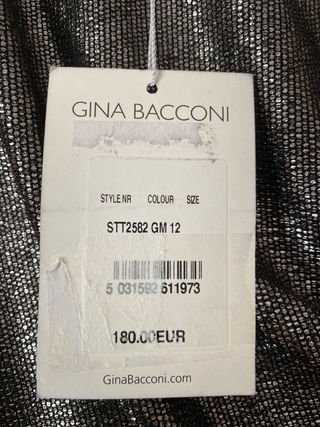 GINA BACCONI
STYLE NR COLOUR SIZE
STT2582 GM 12
5 031592 611973
180.00EUR
GinaBacconi.com